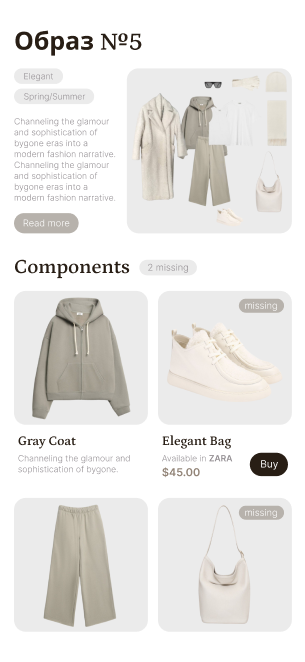 Образ №5
Elegant
Spring/Summer
Channeling the glamour
and sophistication of
bygone eras into a
modern fashion narrative.
Channeling the glamour
and sophistication of
bygone eras into a
modern fashion narrative.
Read more
Components
2 missing
missing
Gray Coat
Channeling the glamour and
sophistication of bygone.
Elegant Bag
Available in ZARA
$45.00
Buy
missing